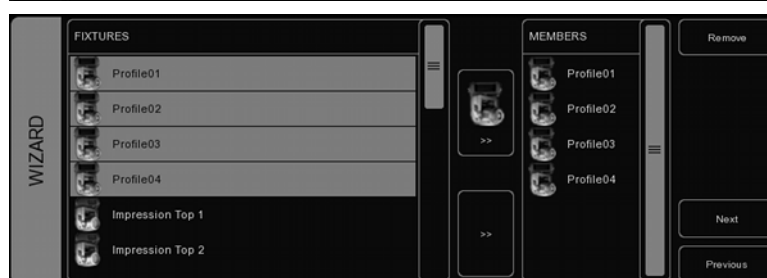 WIZARD
FIXTURES
Profile01
Profile02
Profile03
Profile04
Impression Top 1
Impression Top 2
>>
>>
MEMBERS
Profile01
Profile02
Profile03
Profile04
Remove
Next
Previous